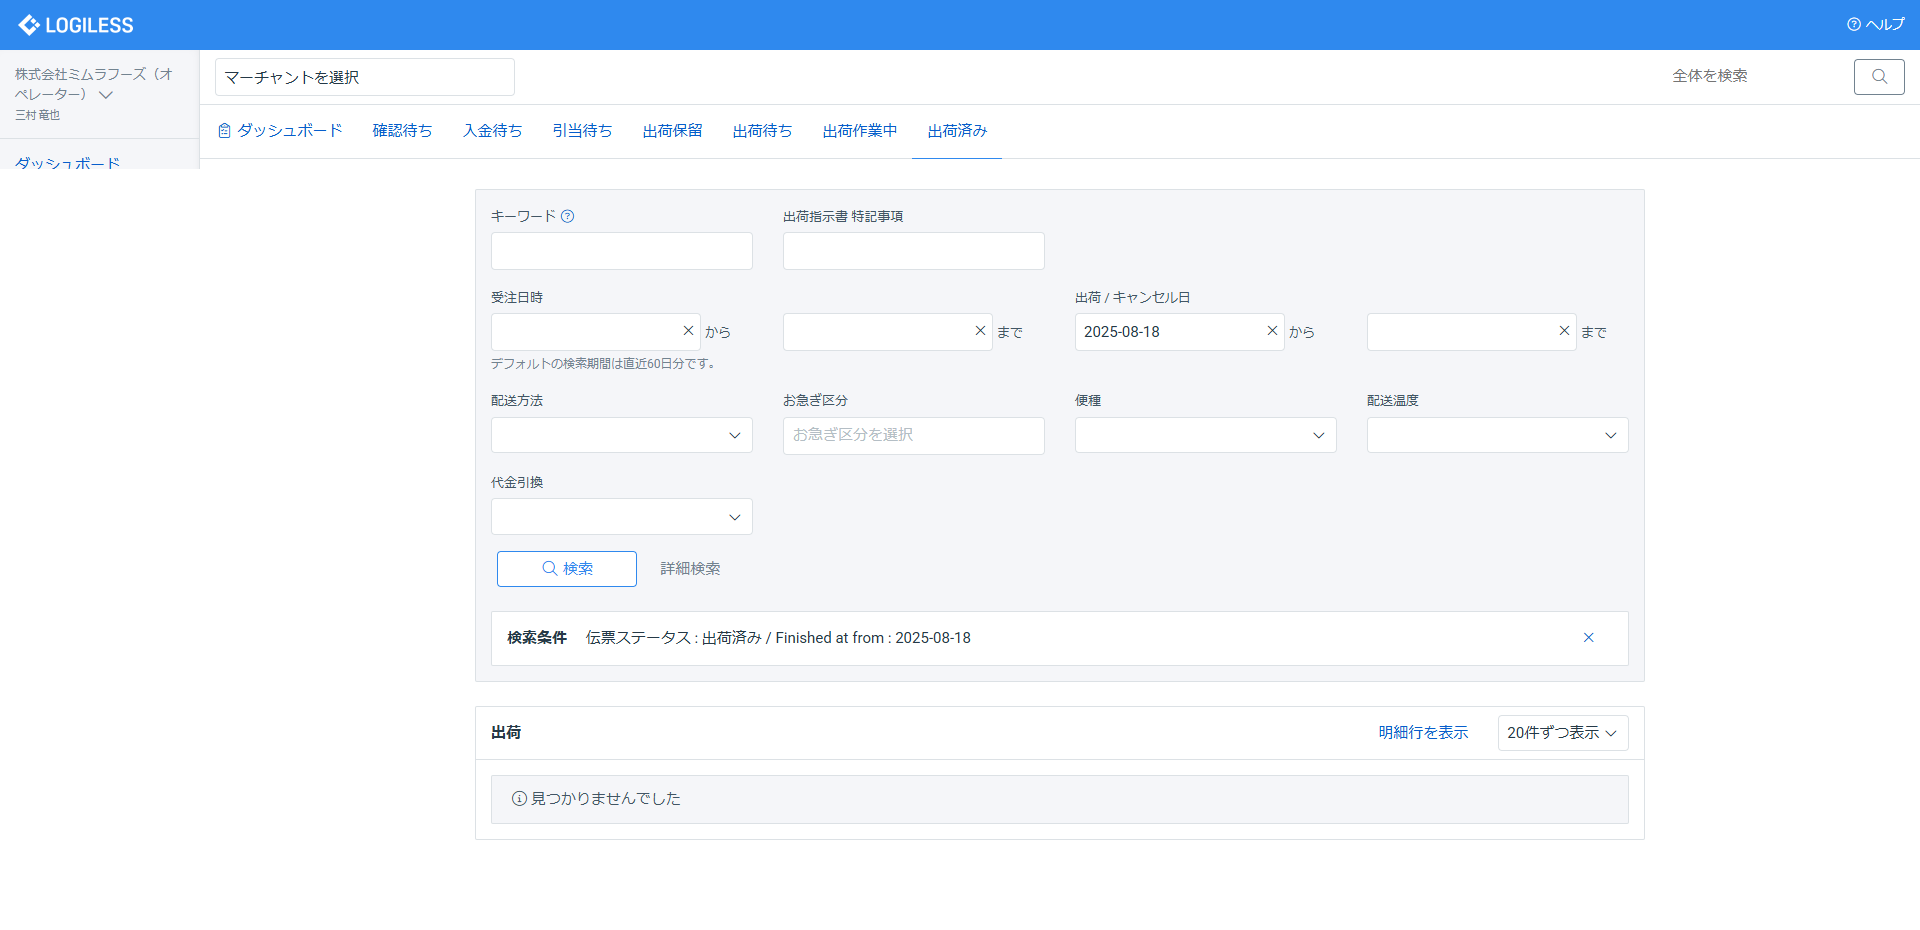 LOGILESS
ヘルプ
株式会社ミムラフーズ（オ
ペレーター）
三村 竜也
マーチャントを選択
全体を検索
ダッシュボード 確認待ち 入金待ち 引当待ち 出荷保留 出荷待ち 出荷作業中 出荷済み
ダッシュボード
キーワード 出荷指示書 特記事項
受注日時 出荷 / キャンセル日
から まで 2025-08-18 から まで
デフォルトの検索期間は直近60日分です。
配送方法 お急ぎ区分 便種 配送温度
お急ぎ区分を選択
代金引換
検索 詳細検索
検索条件 伝票ステータス : 出荷済み / Finished at from : 2025-08-18
出荷 明細行を表示 20件ずつ表示
見つかりませんでした